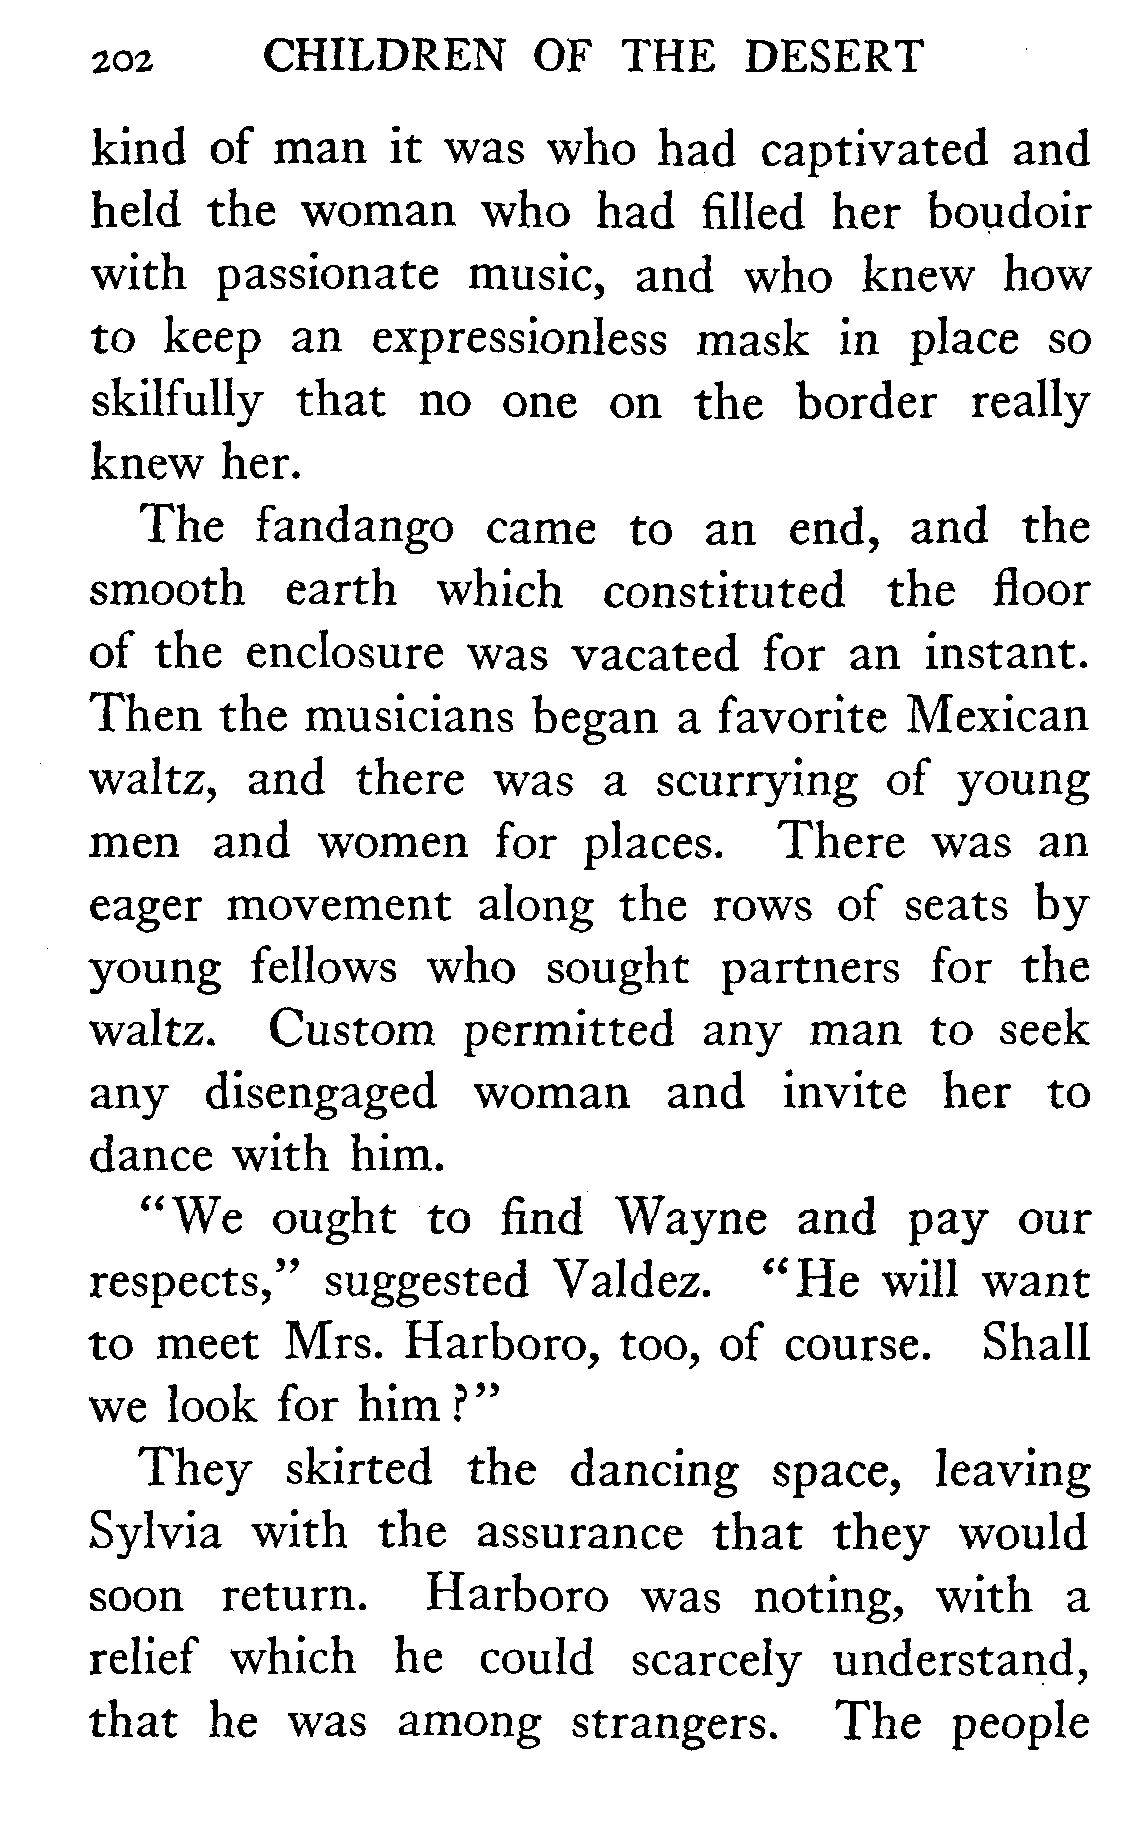 202 CHILDREN OF THE DESERT
kind of man it was who had captivated and
held the woman who had filled her boudoir
with passionate music, and who knew how
to keep an expressionless mask in place so
skilfully that no one on the border really
knew her.
The fandango came to an end, and the
smooth earth which constituted the floor
of the enclosure was vacated for an instant.
Then the musicians began a favorite Mexican
waltz, and there was a scurrying of young
men and women for places. There was an
eager movement along the rows of seats by
young fellows who sought partners for the
waltz. Custom permitted any man to seek
any disengaged woman and invite her to
dance with him.
“We ought to find Wayne and pay our
respects,” suggested Valdez. “He will want
to meet Mrs. Harboro, too, of course. Shall
we look for him?”
They skirted the dancing space, leaving
Sylvia with the assurance that they would
soon return. Harboro was noting, with a
relief which he could scarcely understand,
that he was among strangers. The people